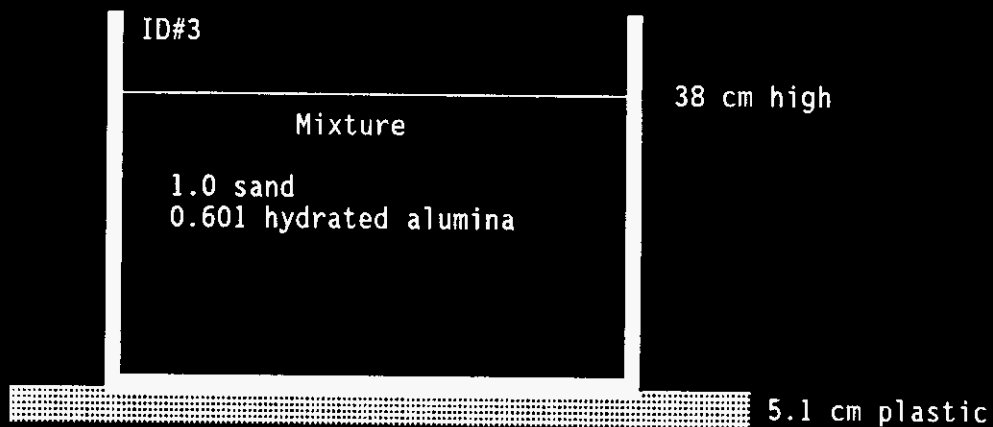 ID#3
38 cm high
Mixture
1.0 sand
0.601 hydrated alumina
5.1 cm plastic